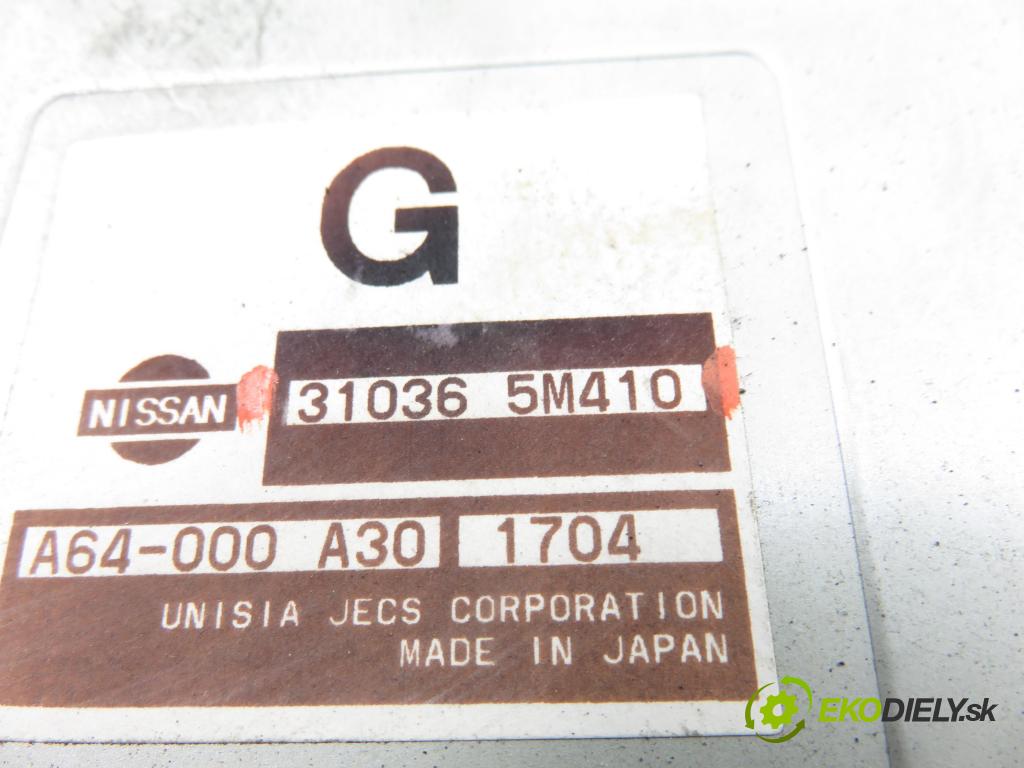 G
NISSAN 31036 5M410
A64-000 A30 1704
UNISIA JECS CORPORATION
MADE IN JAPAN
EKODIELY.sk